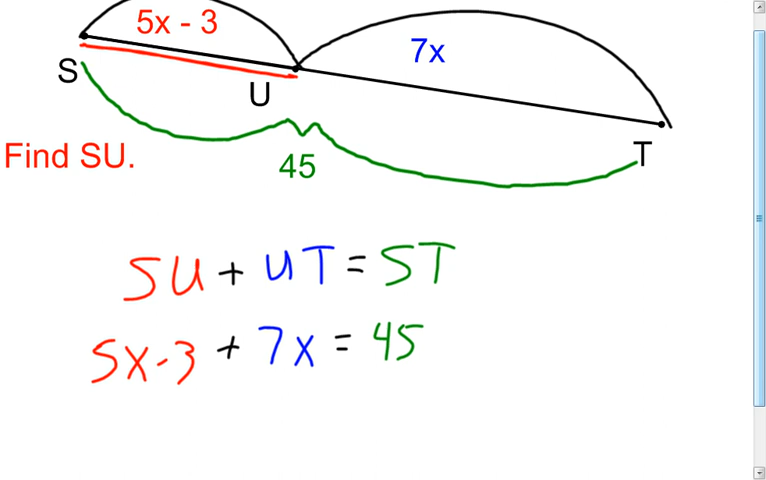 5x - 3
7x
S
U
T
Find SU.
45
SU + UT = ST
5x-3 + 7x = 45